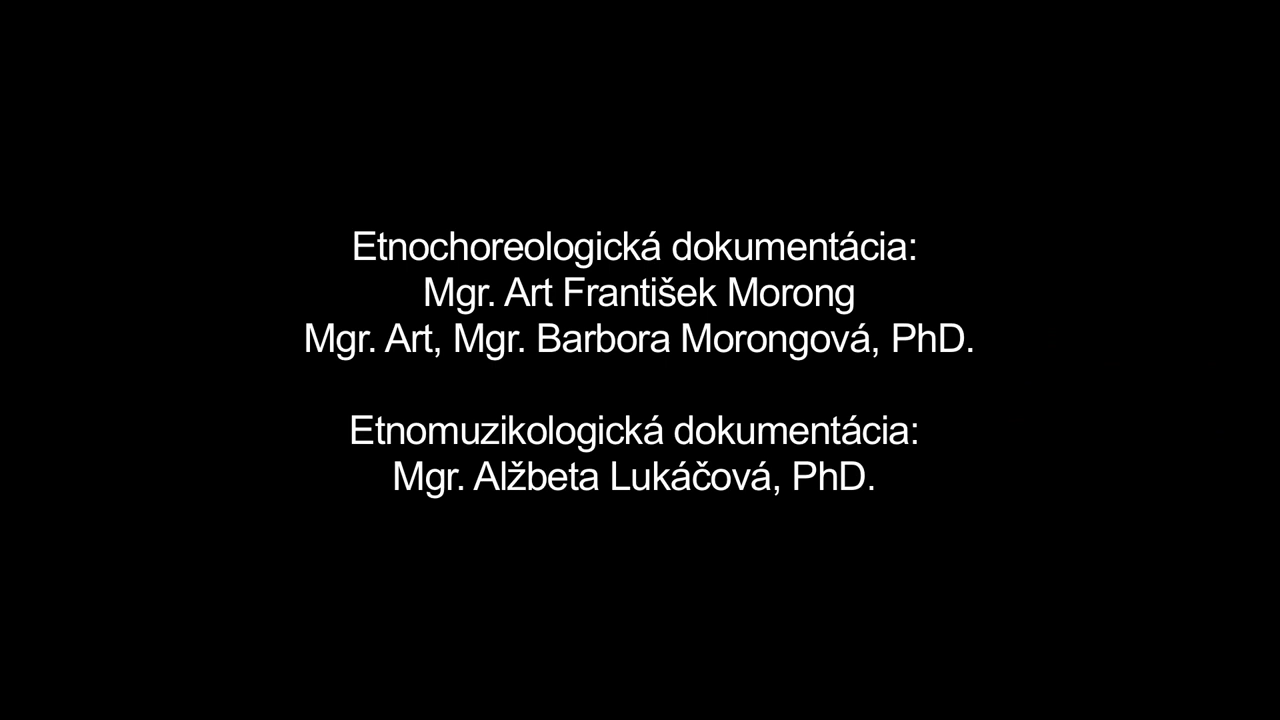 Etnochoreologická dokumentácia:
Mgr. Art František Morong
Mgr. Art, Mgr. Barbora Morongová, PhD.
Etnomuzikologická dokumentácia:
Mgr. Alžbeta Lukáčová, PhD.